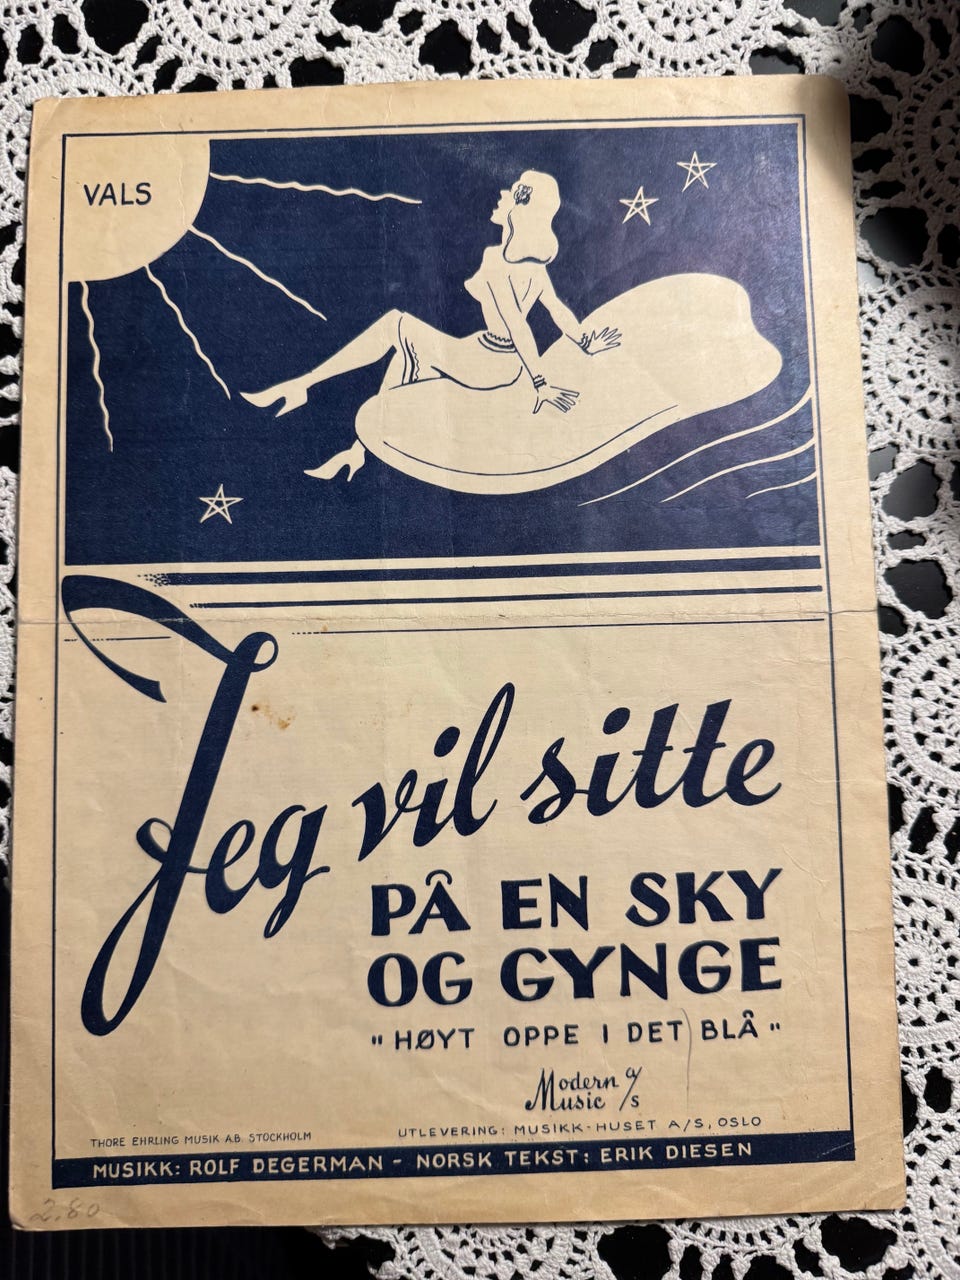 VALS
Jeg vil sitte
PÅ EN SKY
OG GYNGE
"HØYT OPPE I DET BLÅ"
Modern a/s
Music
THORE EHRLING MUSIK A.B. STOCKHOLM
UTLEVERING: MUSIKK-HUSET A/S, OSLO
MUSIKK: ROLF DEGERMAN - NORSK TEKST: ERIK DIESEN
2.80